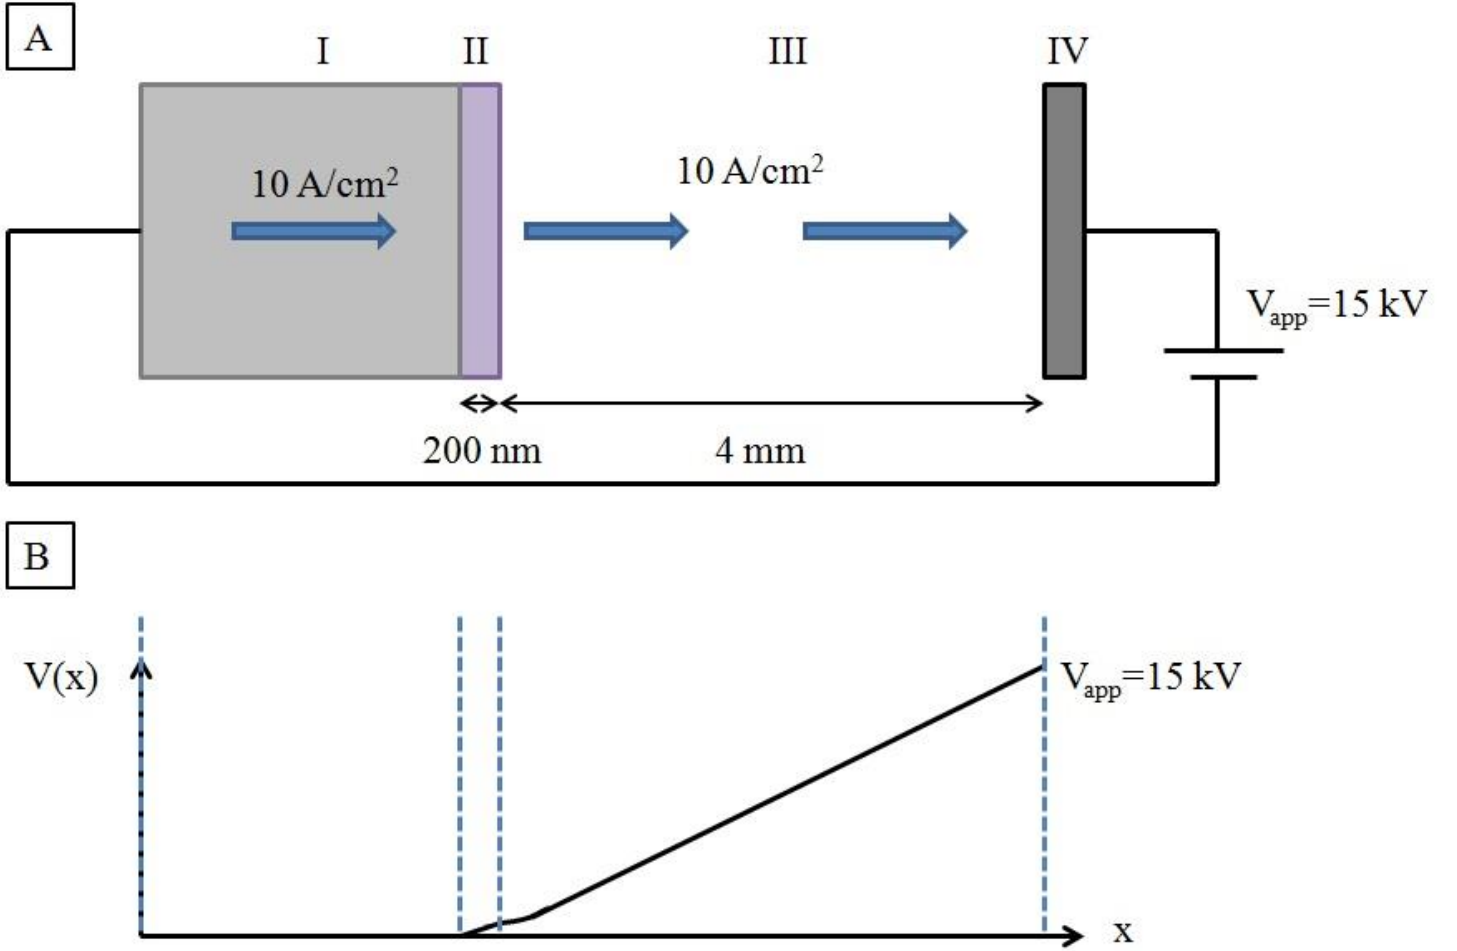 A
I II III IV
10 A/cm²
10 A/cm²
V_app=15 kV
200 nm
4 mm
B
V(x)
V_app=15 kV
x